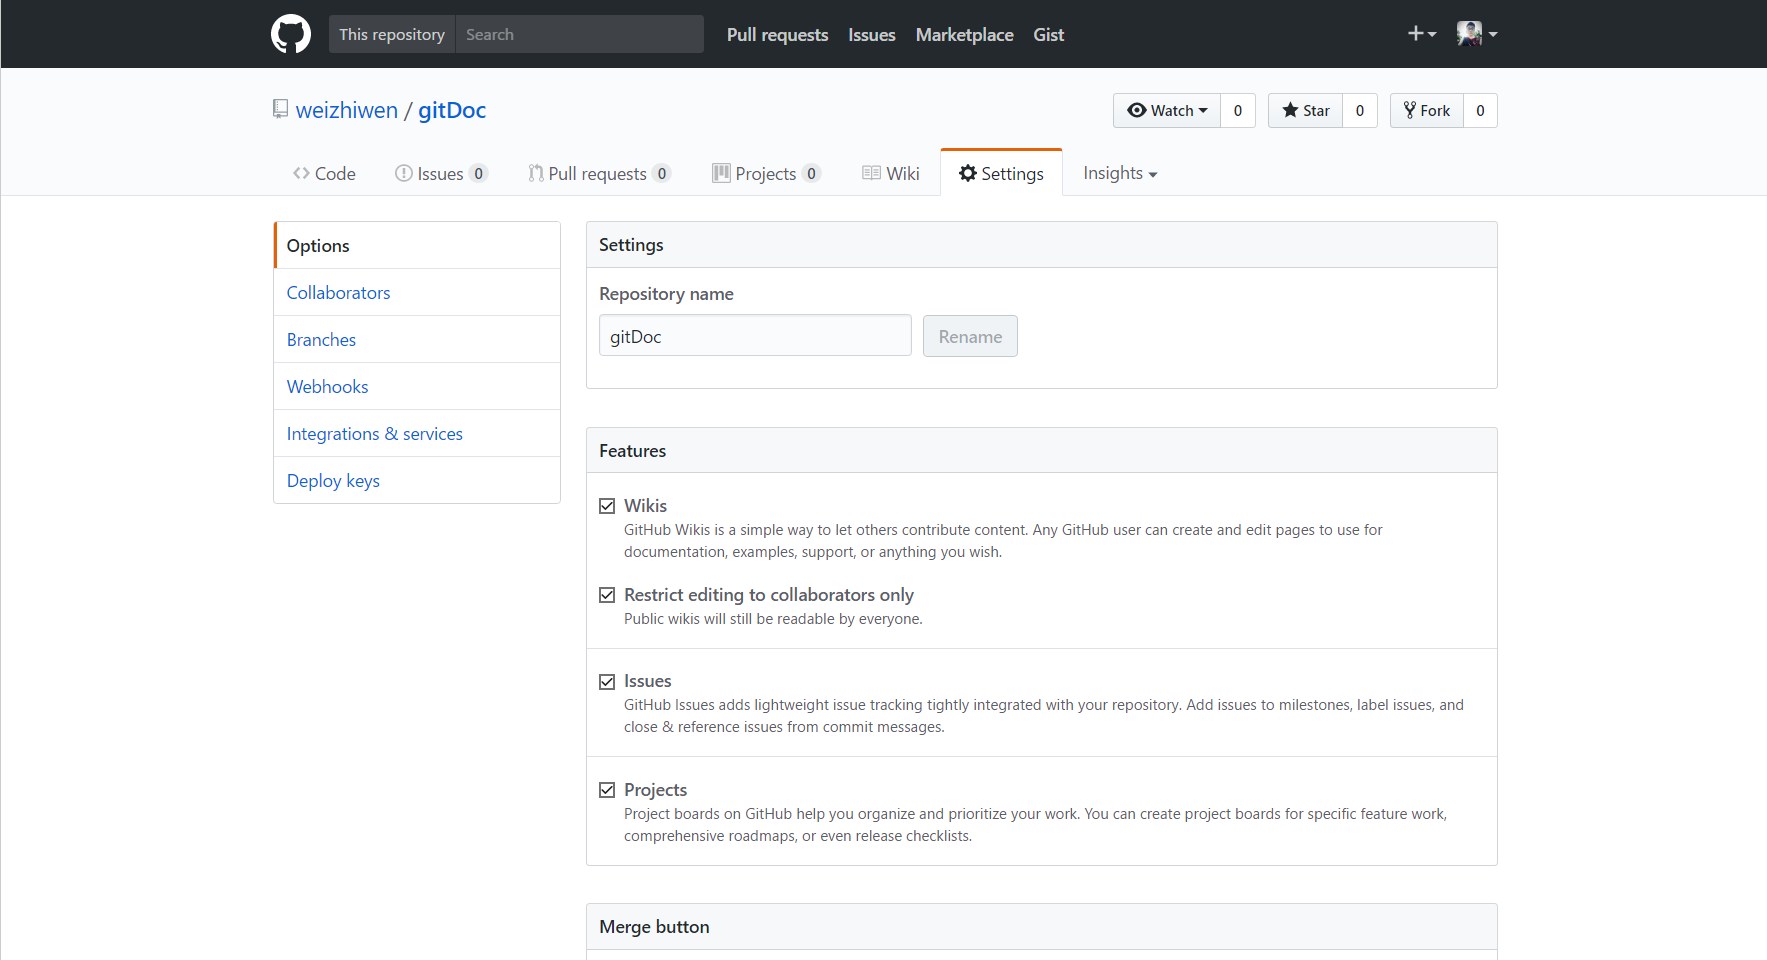 This repository Search Pull requests Issues Marketplace Gist
weizhiwen / gitDoc
Watch 0 Star 0 Fork 0
Code Issues 0 Pull requests 0 Projects 0 Wiki Settings Insights
Options
Collaborators
Branches
Webhooks
Integrations & services
Deploy keys
Settings
Repository name
gitDoc Rename
Features
Wikis
GitHub Wikis is a simple way to let others contribute content. Any GitHub user can create and edit pages to use for
documentation, examples, support, or anything you wish.
Restrict editing to collaborators only
Public wikis will still be readable by everyone.
Issues
GitHub Issues adds lightweight issue tracking tightly integrated with your repository. Add issues to milestones, label issues, and
close & reference issues from commit messages.
Projects
Project boards on GitHub help you organize and prioritize your work. You can create project boards for specific feature work,
comprehensive roadmaps, or even release checklists.
Merge button